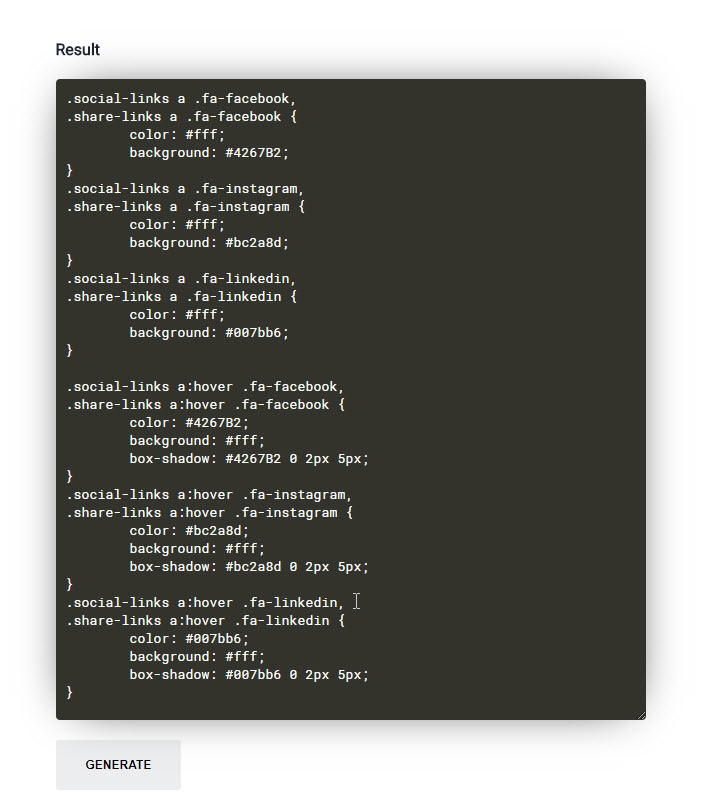 Result
.social-links a .fa-facebook,
.share-links a .fa-facebook {
        color: #fff;
        background: #4267B2;
}
.social-links a .fa-instagram,
.share-links a .fa-instagram {
        color: #fff;
        background: #bc2a8d;
}
.social-links a .fa-linkedin,
.share-links a .fa-linkedin {
        color: #fff;
        background: #007bb6;
}

.social-links a:hover .fa-facebook,
.share-links a:hover .fa-facebook {
        color: #4267B2;
        background: #fff;
        box-shadow: #4267B2 0 2px 5px;
}
.social-links a:hover .fa-instagram,
.share-links a:hover .fa-instagram {
        color: #bc2a8d;
        background: #fff;
        box-shadow: #bc2a8d 0 2px 5px;
}
.social-links a:hover .fa-linkedin,
.share-links a:hover .fa-linkedin {
        color: #007bb6;
        background: #fff;
        box-shadow: #007bb6 0 2px 5px;
}
GENERATE